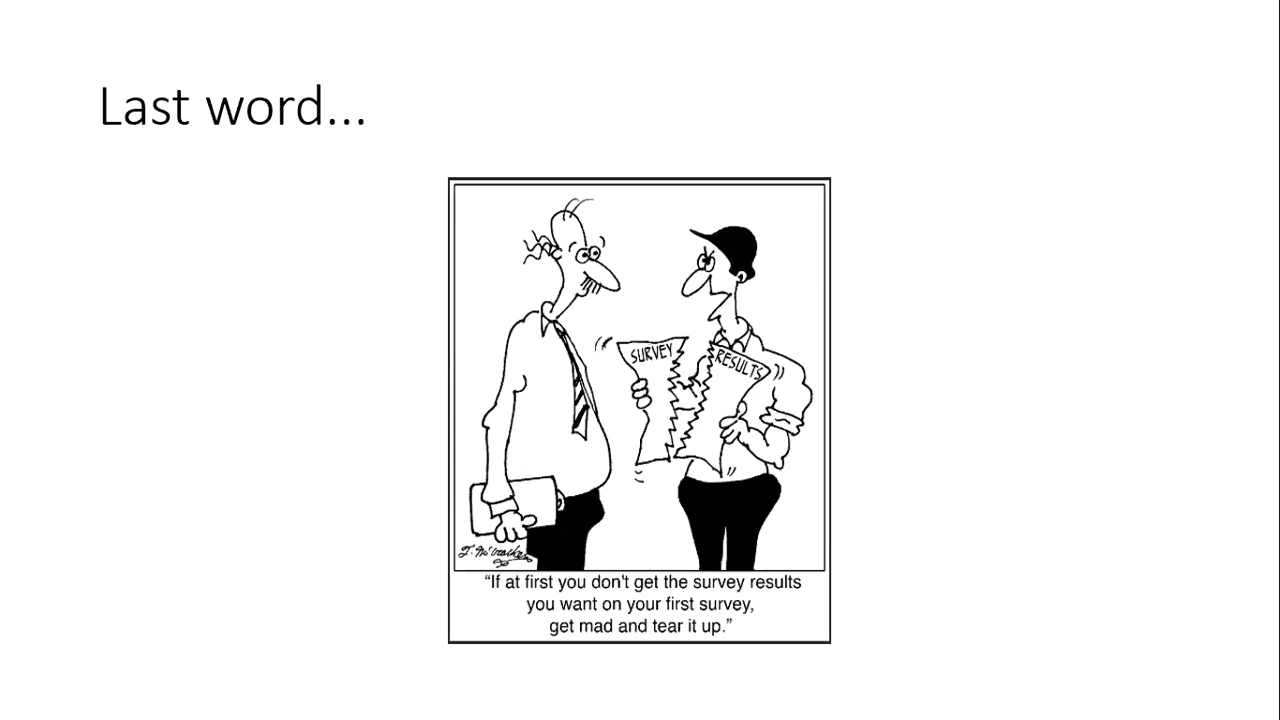 Last word...
SURVEY
RESULTS
“If at first you don't get the survey results
you want on your first survey,
get mad and tear it up.”